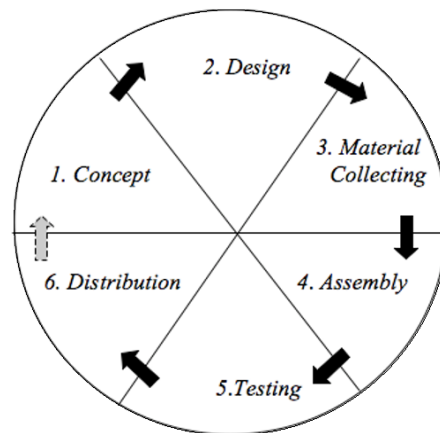 1. Concept
2. Design
3. Material
Collecting
4. Assembly
5.Testing
6. Distribution